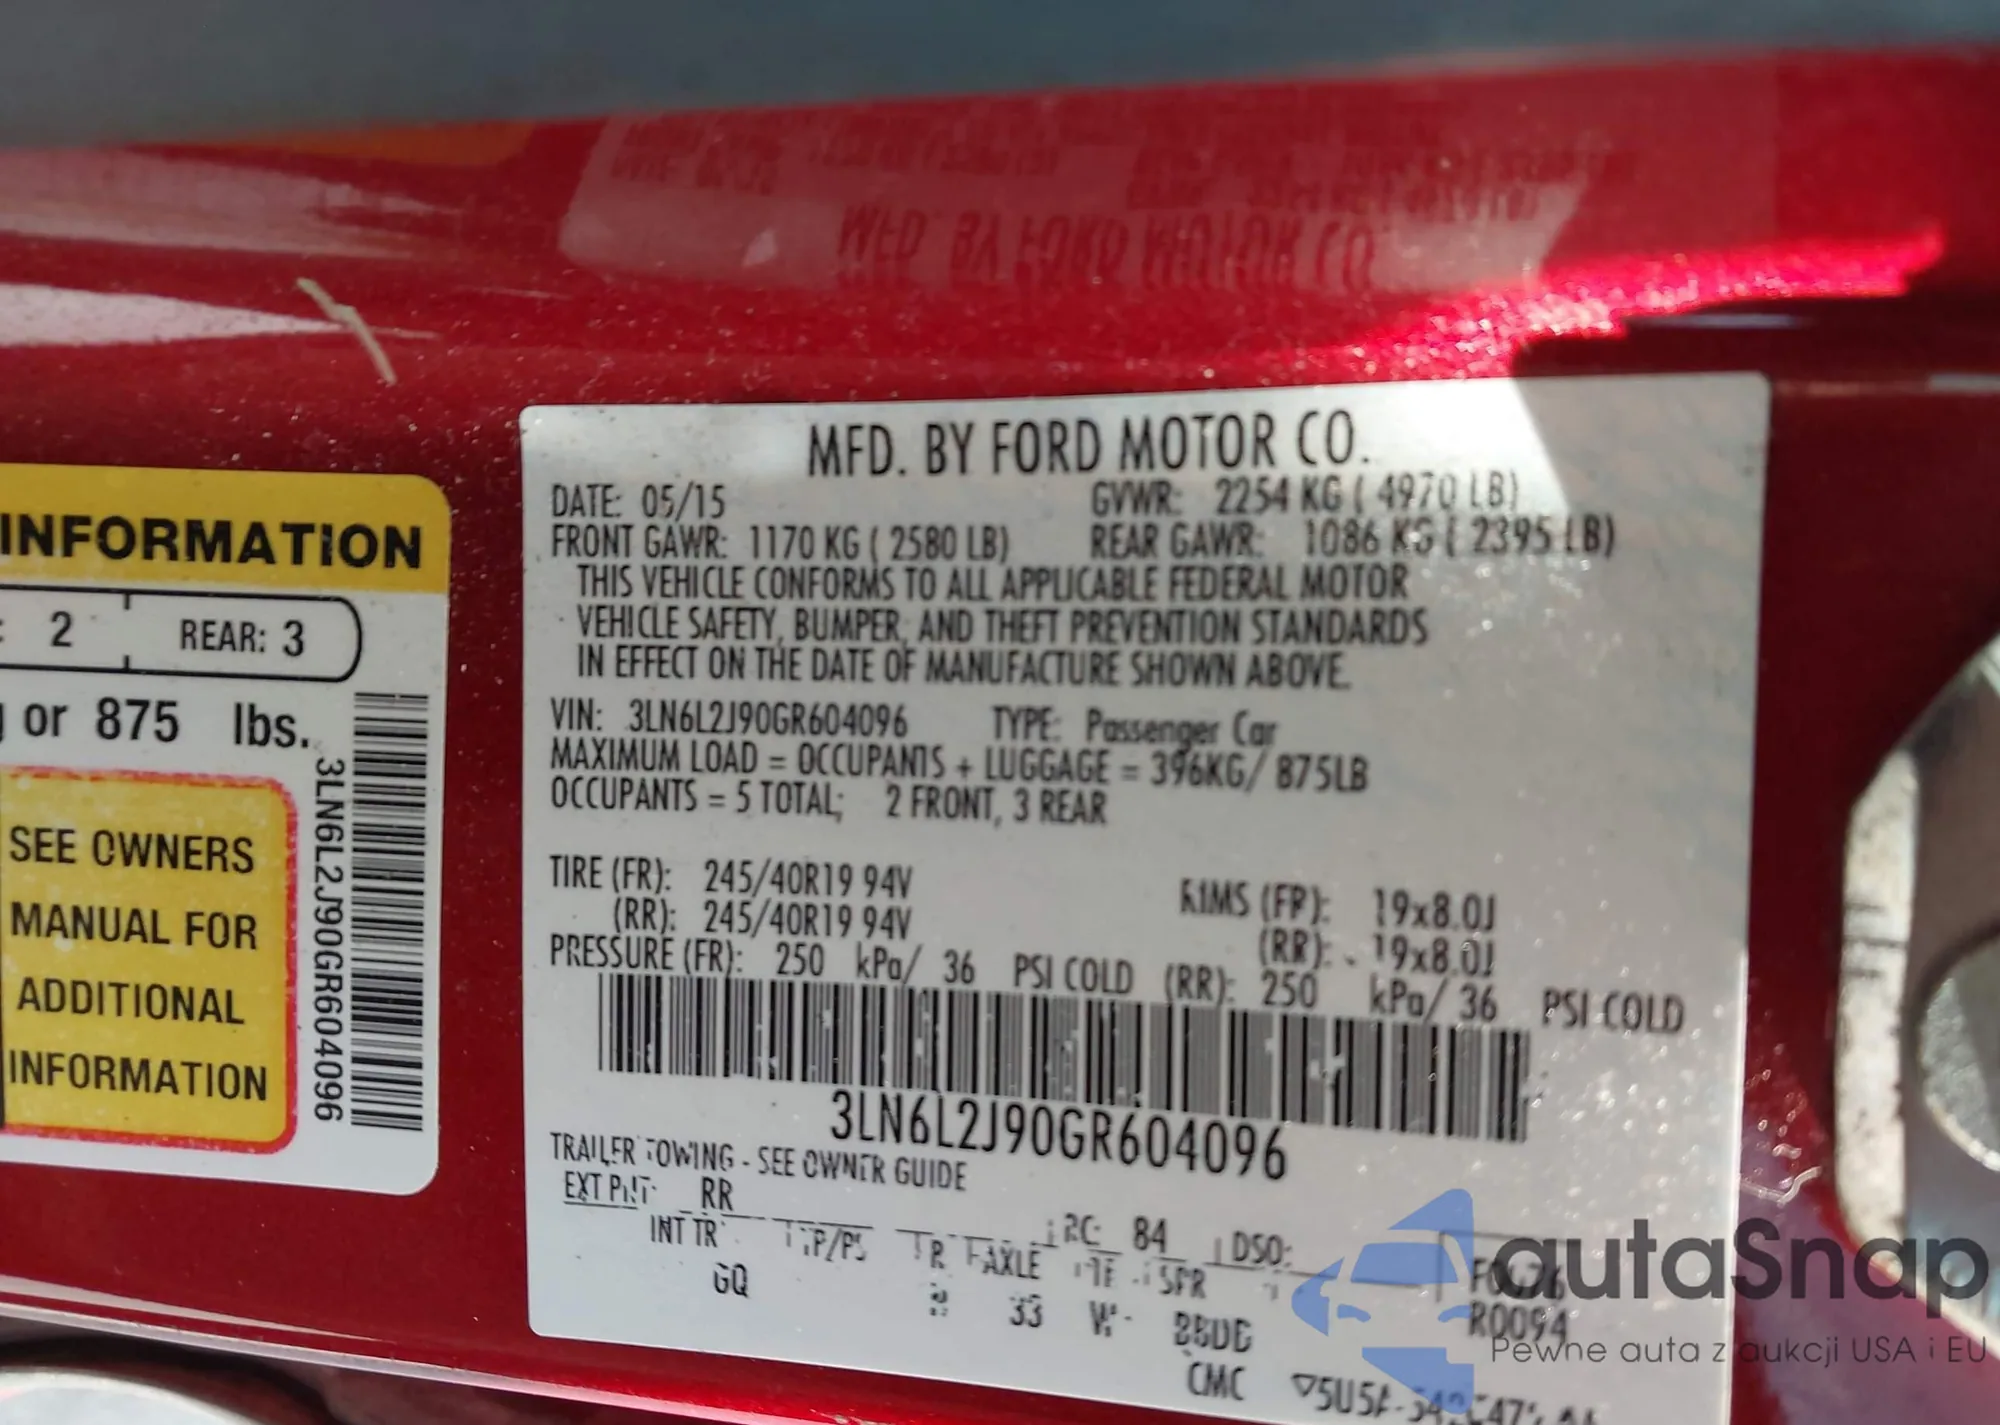 INFORMATION
2 REAR: 3
or 875 lbs.
SEE OWNERS
MANUAL FOR
ADDITIONAL
INFORMATION
3LN6L2J90GR604096
MFD. BY FORD MOTOR CO.
DATE: 05/15 GVWR: 2254 KG ( 4970 LB)
FRONT GAWR: 1170 KG ( 2580 LB) REAR GAWR: 1086 KG ( 2395 LB)
THIS VEHICLE CONFORMS TO ALL APPLICABLE FEDERAL MOTOR
VEHICLE SAFETY, BUMPER, AND THEFT PREVENTION STANDARDS
IN EFFECT ON THE DATE OF MANUFACTURE SHOWN ABOVE.
VIN: 3LN6L2J90GR604096 TYPE: Passenger Car
MAXIMUM LOAD = OCCUPANTS + LUGGAGE = 396KG/ 875LB
OCCUPANTS = 5 TOTAL; 2 FRONT, 3 REAR
TIRE (FR): 245/40R19 94V RIMS (FR): 19x8.0J
(RR): 245/40R19 94V (RR): 19x8.0J
PRESSURE (FR): 250 kPa/ 36 PSI COLD (RR): 250 kPa/ 36 PSI COLD
3LN6L2J90GR604096
TRAILER TOWING - SEE OWNER GUIDE
EXT PNT: RR RC: 84 DSO:
INT TR TP/PS R AXLE SPR
GQ 33
R0094
CMC
autaSnap
Pewne auta z aukcji USA i EU